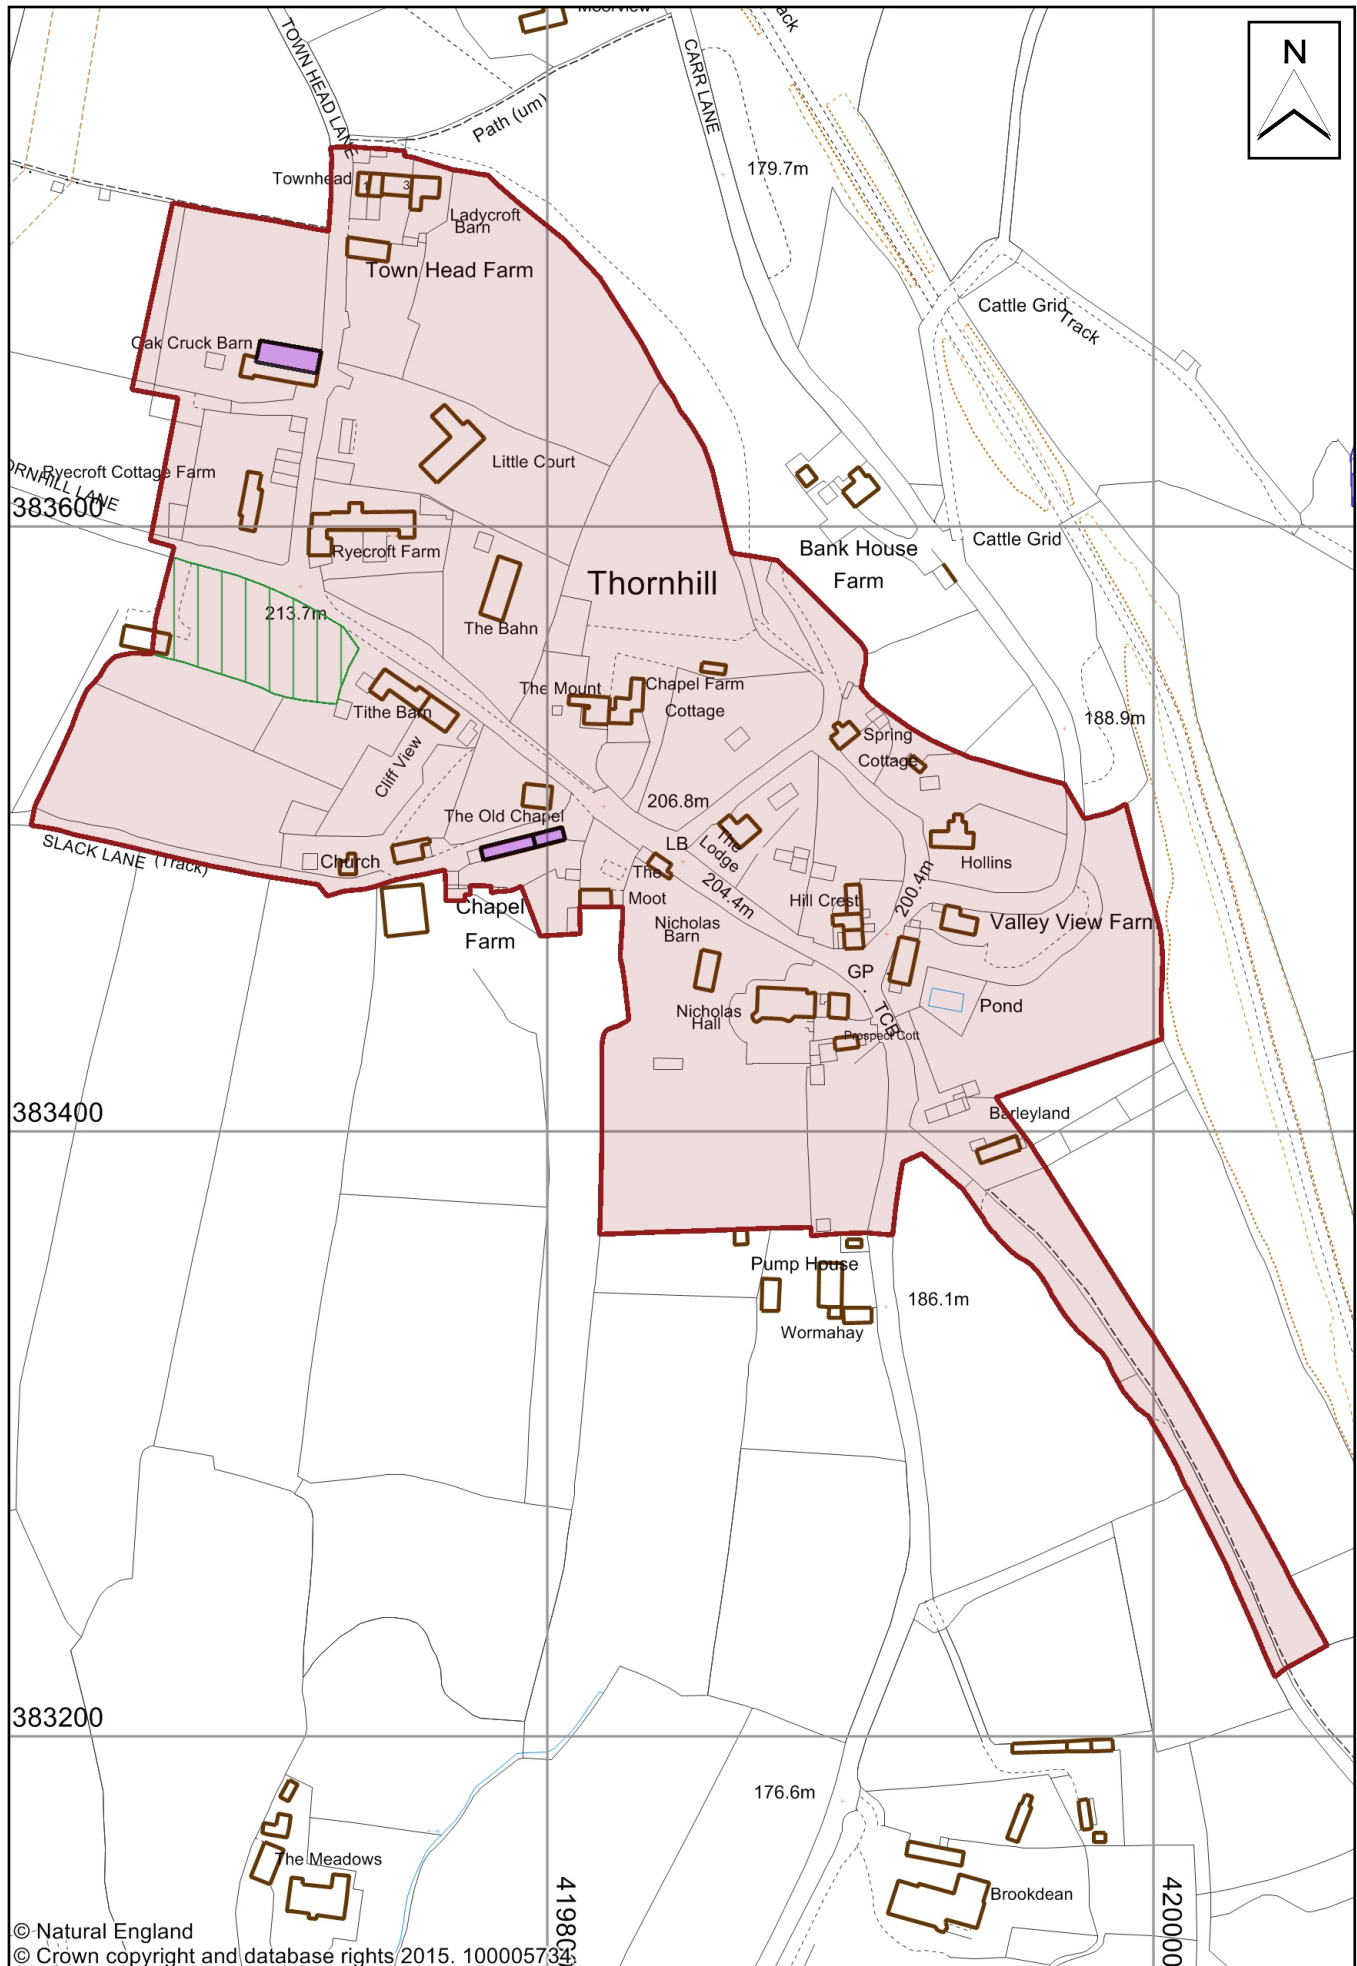 Moorview
TOWN HEAD LANE
CARR LANE
ack
N
Path (um)
179.7m
Townhead
1
3
Ladycroft
Barn
Town Head Farm
Cattle Grid
Track
Oak Cruck Barn
Little Court
Ryecroft Cottage Farm
ORNHILL LANE
383600
Ryecroft Farm
Bank House
Farm
Cattle Grid
Thornhill
213.7m
The Bahn
The Mount
Chapel Farm
Cottage
Tithe Barn
188.9m
Spring
Cottage
Cliff View
206.8m
The Old Chapel
LB
The
Lodge
SLACK LANE (Track)
Church
The
Moot
204.4m
Hollins
200.4m
Hill Crest
Chapel
Farm
Nicholas
Barn
Valley View Farm
GP
TCB
Pond
Nicholas
Hall
Prospect Cott
383400
Barleyland
Pump House
186.1m
Wormahay
383200
176.6m
The Meadows
Brookdean
41980
420000
© Natural England
© Crown copyright and database rights 2015. 100005734.